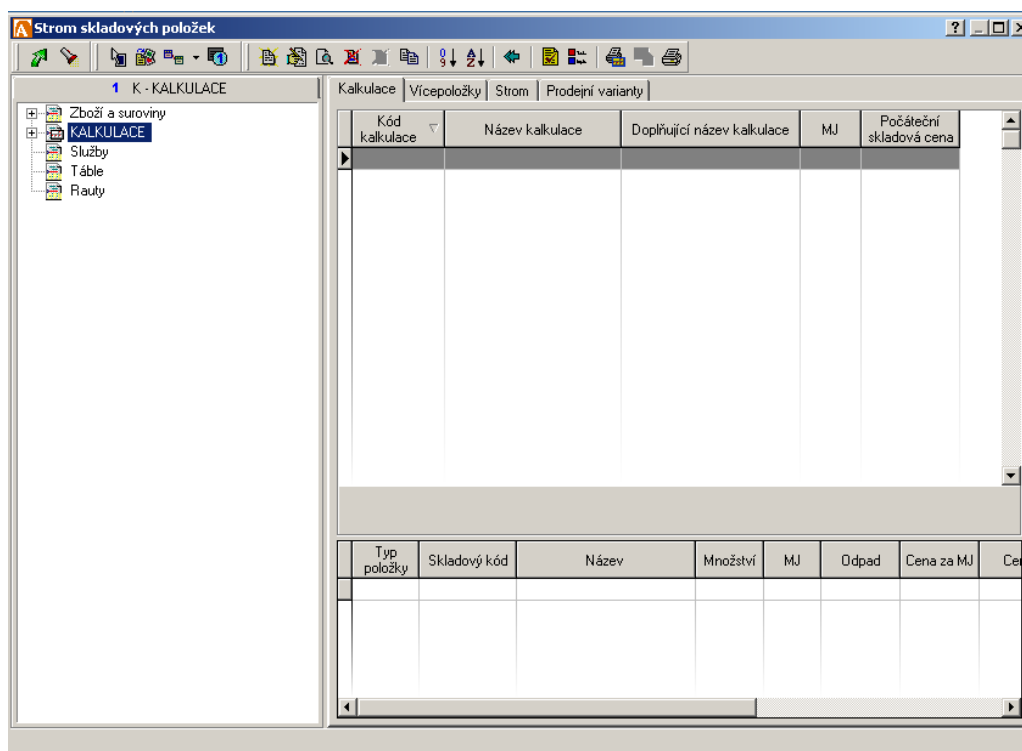 Strom skladových položek
1 K - KALKULACE
Zboží a suroviny
KALKULACE
Služby
Táble
Rauty
Kalkulace Vícepoložky Strom Prodejní varianty
Kód kalkulace Název kalkulace Doplňující název kalkulace MJ Počáteční skladová cena
Typ položky Skladový kód Název Množství MJ Odpad Cena za MJ Cen